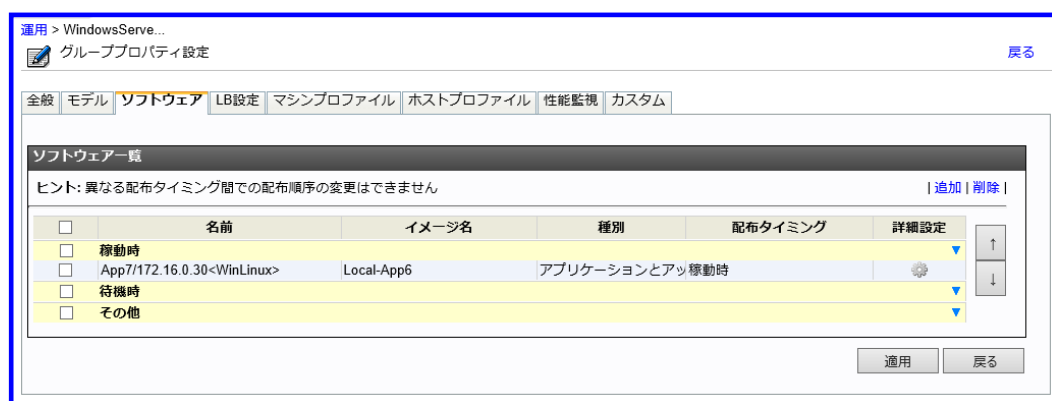 運用 > WindowsServe...
グループプロパティ設定 戻る
全般 モデル ソフトウェア LB設定 マシンプロファイル ホストプロファイル 性能監視 カスタム
ソフトウェア一覧
ヒント: 異なる配布タイミング間での配布順序の変更はできません | 追加 | 削除 |
名前 イメージ名 種別 配布タイミング 詳細設定
稼動時 ▼
App7/172.16.0.30<WinLinux> Local-App6 アプリケーションとアッ 稼動時
待機時 ▼
その他 ▼
↑
↓
適用 戻る